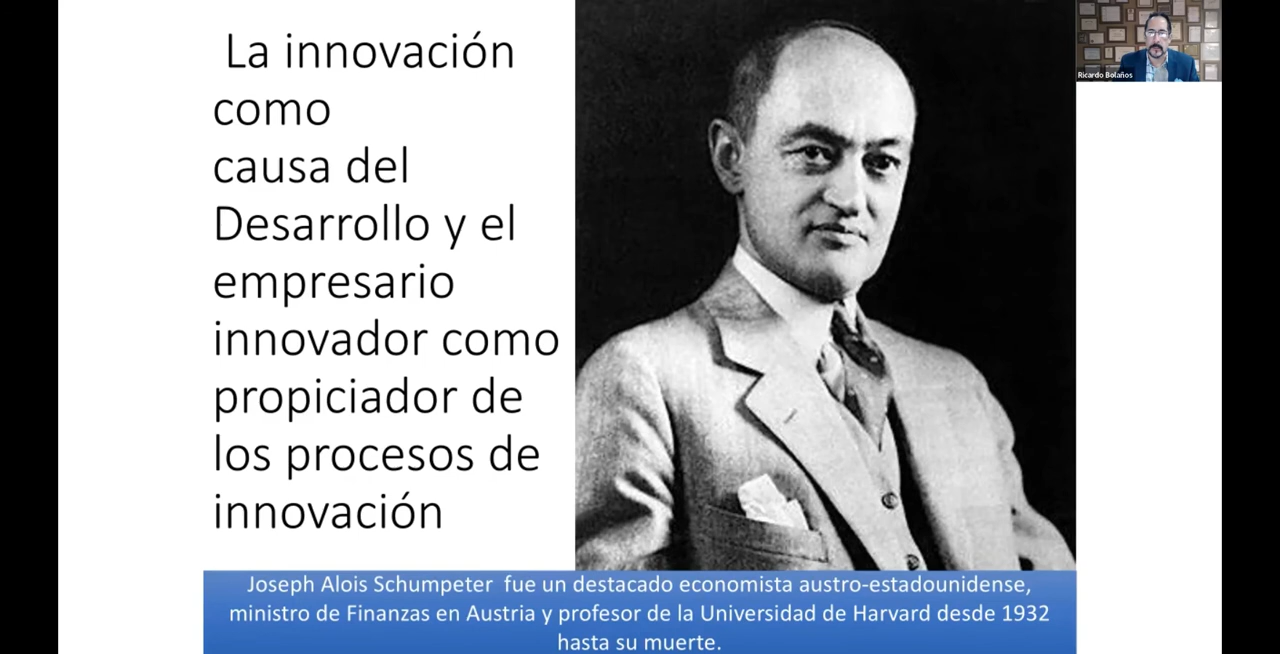 La innovación
como
causa del
Desarrollo y el
empresario
innovador como
propiciador de
los procesos de
innovación
Ricardo Bolaños
Joseph Alois Schumpeter fue un destacado economista austro-estadounidense,
ministro de Finanzas en Austria y profesor de la Universidad de Harvard desde 1932
hasta su muerte.